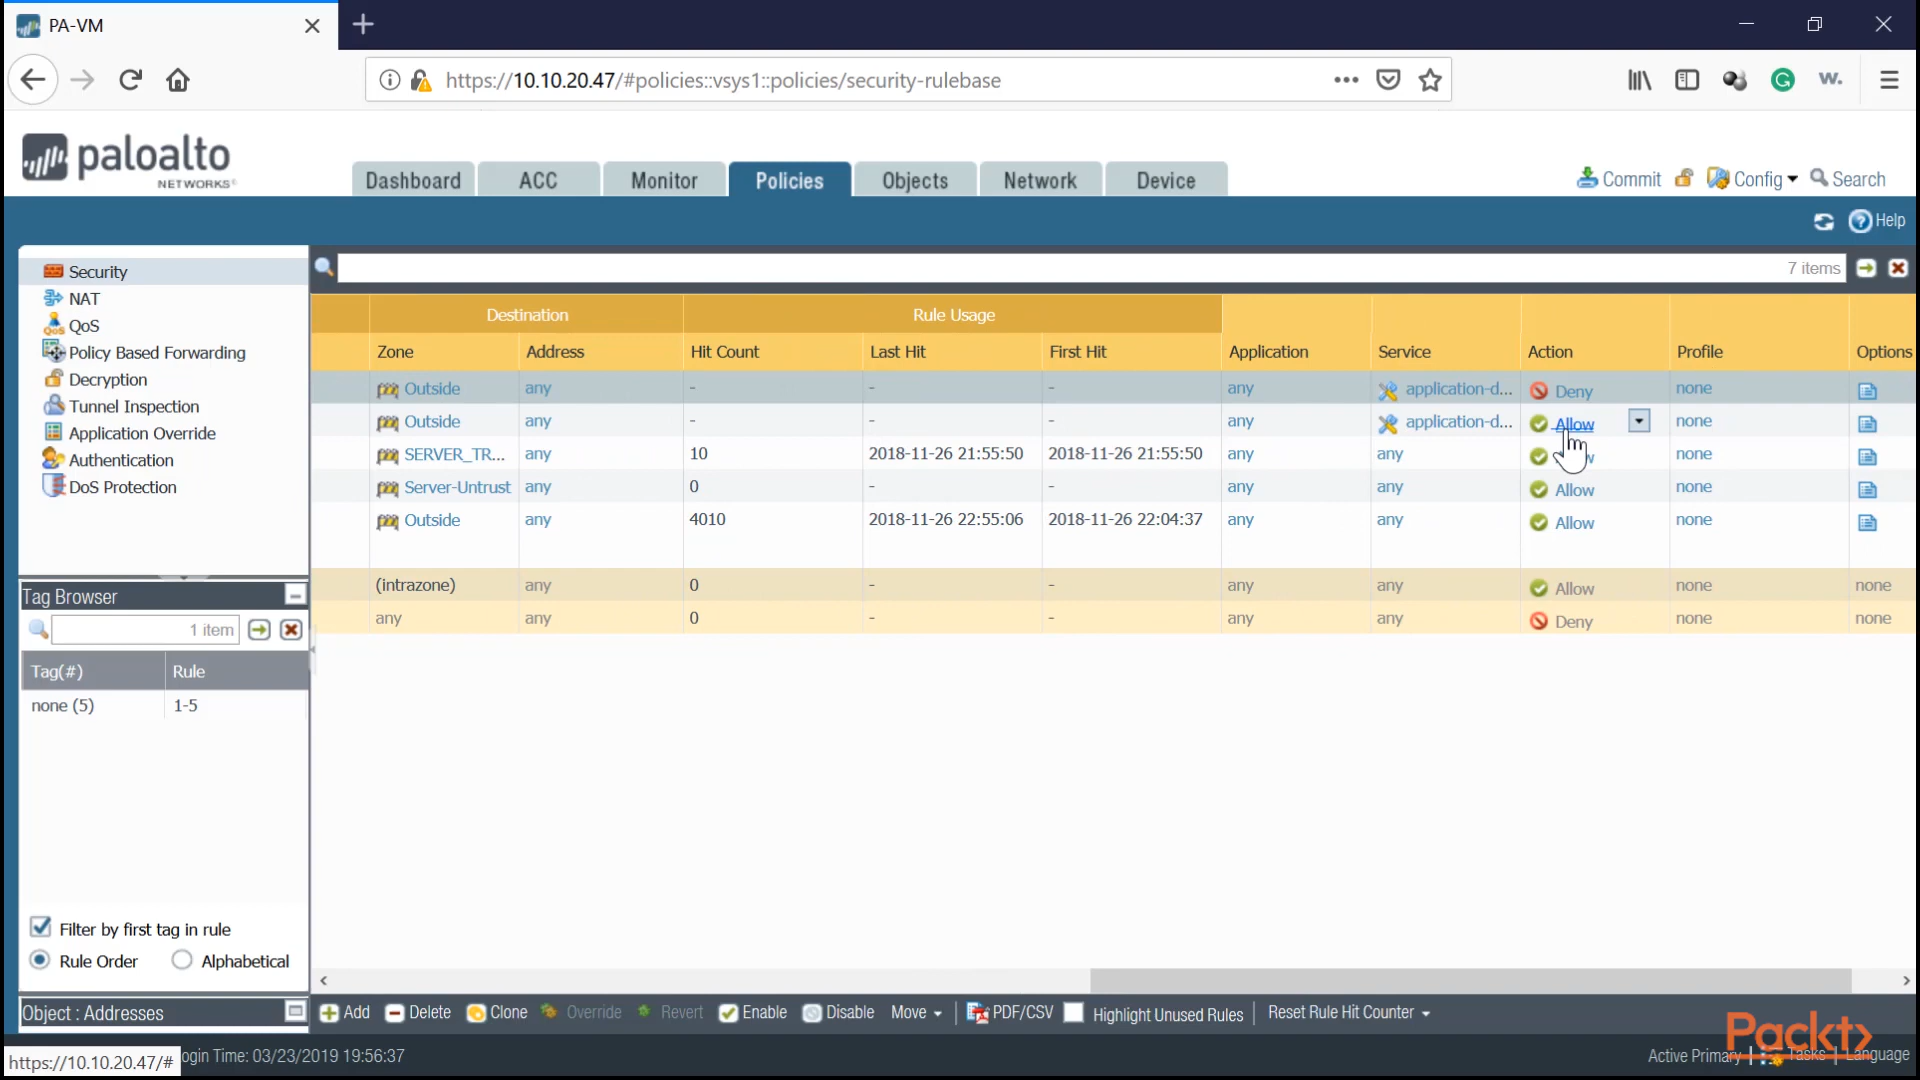 PA-VM
https://10.10.20.47/#policies::vsys1::policies/security-rulebase
w.
paloalto
NETWORKS®
Dashboard ACC Monitor Policies Objects Network Device
Commit Config Search
Help
Security
NAT
QoS
Policy Based Forwarding
Decryption
Tunnel Inspection
Application Override
Authentication
DoS Protection
7 items
Destination Rule Usage
Zone Address Hit Count Last Hit First Hit Application Service Action Profile Options
Outside any - - - any application-d... Deny none
Outside any - - - any application-d... Allow none
SERVER_TR... any 10 2018-11-26 21:55:50 2018-11-26 21:55:50 any any none
Server-Untrust any 0 - - any any Allow none
Outside any 4010 2018-11-26 22:55:06 2018-11-26 22:04:37 any any Allow none
(intrazone) any 0 - - any any Allow none none
any any 0 - - any any Deny none none
Tag Browser
1 item
Tag(#) Rule
none (5) 1-5
Filter by first tag in rule
Rule Order Alphabetical
Object : Addresses
Add Delete Clone Override Revert Enable Disable Move PDF/CSV Highlight Unused Rules Reset Rule Hit Counter
https://10.10.20.47/# ogin Time: 03/23/2019 19:56:37
Active Primary | Tasks | Language
Packt>